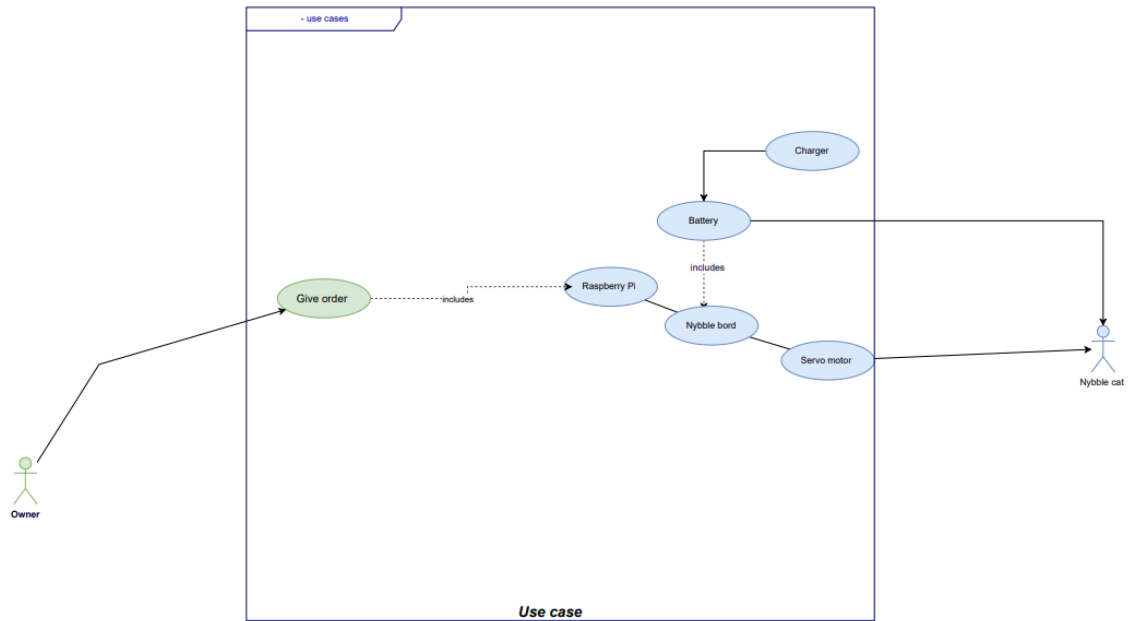 - use cases
Charger
Battery
includes
Raspberry Pi
Give order
includes
Nybble bord
Servo motor
Nybble cat
Owner
Use case